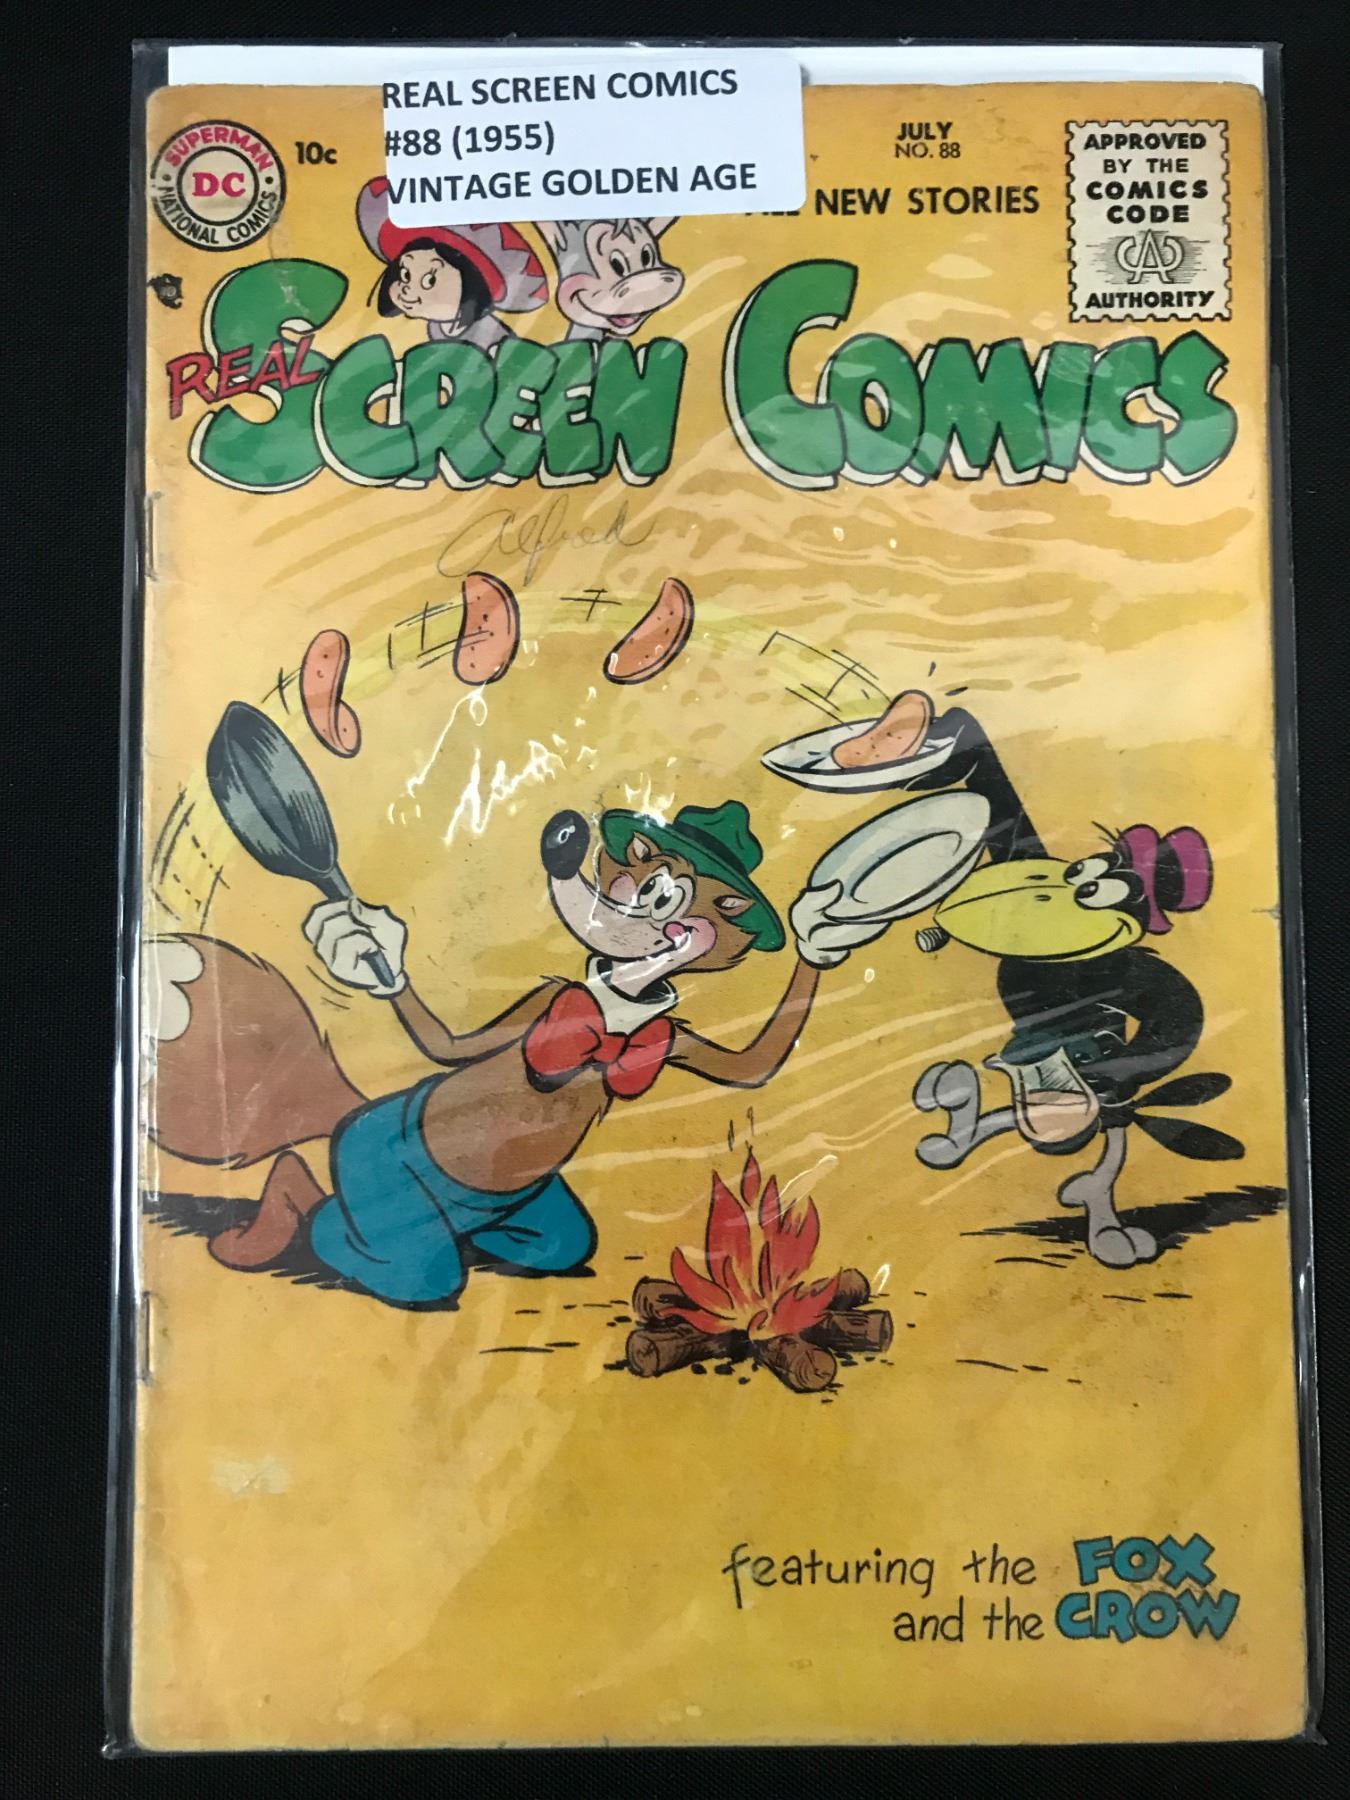 REAL SCREEN COMICS
#88 (1955)
VINTAGE GOLDEN AGE
SUPERMAN
DC
NATIONAL COMICS
10c
JULY
NO. 88
ALL NEW STORIES
APPROVED
BY THE
COMICS
CODE
CA
AUTHORITY
REAL SCREEN COMICS
Alfred
featuring the FOX
and the CROW